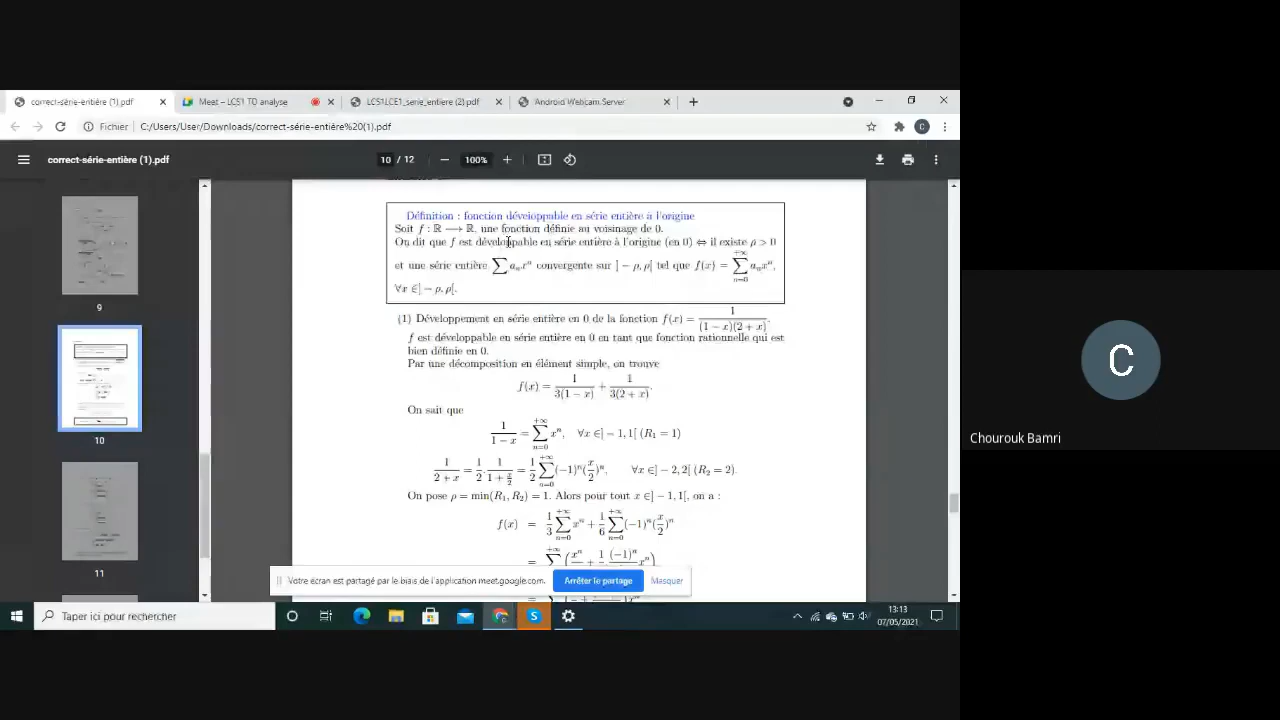 correct-série-entière (1).pdf
Meet – LCS1 TD analyse
LCS1LCE1_serie_entiere (2).pdf
Android Webcam Server
Fichier
C:/Users/User/Downloads/correct-série-entière%20(1).pdf
C
correct-série-entière (1).pdf
10 / 12
100%
9
10
11
Définition : fonction développable en série entière à l'origine
Soit f : ℝ ⟶ ℝ, une fonction définie au voisinage de 0.
On dit que f est développable en série entière à l'origine (en 0) ⇔ il existe ρ > 0
et une série entière ∑ aₙxⁿ convergente sur ] − ρ, ρ[ tel que f(x) = ∑_{n=0}^{+∞} aₙxⁿ,
∀x ∈] − ρ, ρ[.
(1) Développement en série entière en 0 de la fonction f(x) = 1/((1 − x)(2 + x)).
f est développable en série entière en 0 en tant que fonction rationnelle qui est
bien définie en 0.
Par une décomposition en élément simple, on trouve
f(x) = 1/(3(1 − x)) + 1/(3(2 + x)).
On sait que
1/(1 − x) = ∑_{n=0}^{+∞} xⁿ, ∀x ∈] − 1, 1[ (R₁ = 1)
1/(2 + x) = 1/2 . 1/(1 + x/2) = 1/2 ∑_{n=0}^{+∞} (−1)ⁿ(x/2)ⁿ, ∀x ∈] − 2, 2[ (R₂ = 2).
On pose ρ = min(R₁, R₂) = 1. Alors pour tout x ∈] − 1, 1[, on a :
f(x) = 1/3 ∑_{n=0}^{+∞} xⁿ + 1/6 ∑_{n=0}^{+∞} (−1)ⁿ(x/2)ⁿ
Votre écran est partagé par le biais de l'application meet.google.com.
Arrêter le partage
Masquer
Taper ici pour rechercher
13:13
07/05/2021
C
Chourouk Bamri